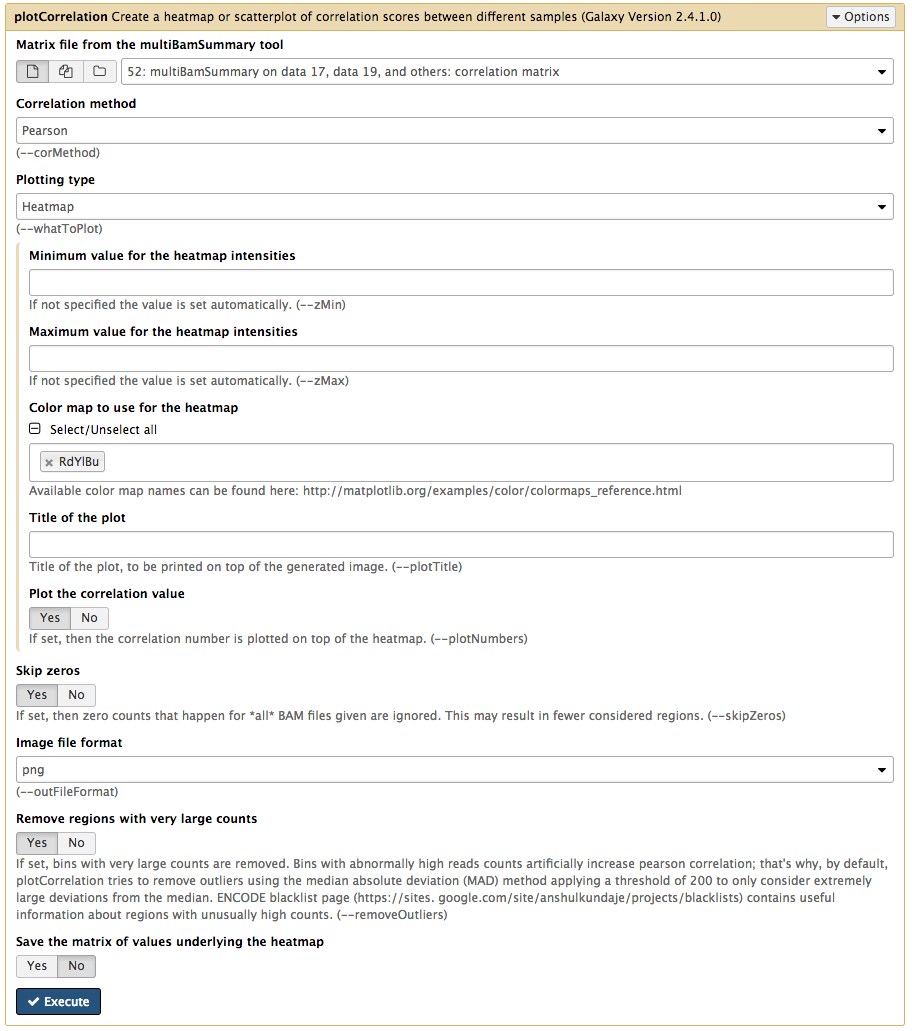 plotCorrelation Create a heatmap or scatterplot of correlation scores between different samples (Galaxy Version 2.4.1.0)
Options
Matrix file from the multiBamSummary tool
52: multiBamSummary on data 17, data 19, and others: correlation matrix
Correlation method
Pearson
(--corMethod)
Plotting type
Heatmap
(--whatToPlot)
Minimum value for the heatmap intensities
If not specified the value is set automatically. (--zMin)
Maximum value for the heatmap intensities
If not specified the value is set automatically. (--zMax)
Color map to use for the heatmap
Select/Unselect all
RdYlBu
Available color map names can be found here: http://matplotlib.org/examples/color/colormaps_reference.html
Title of the plot
Title of the plot, to be printed on top of the generated image. (--plotTitle)
Plot the correlation value
Yes No
If set, then the correlation number is plotted on top of the heatmap. (--plotNumbers)
Skip zeros
Yes No
If set, then zero counts that happen for *all* BAM files given are ignored. This may result in fewer considered regions. (--skipZeros)
Image file format
png
(--outFileFormat)
Remove regions with very large counts
Yes No
If set, bins with very large counts are removed. Bins with abnormally high reads counts artificially increase pearson correlation; that's why, by default,
plotCorrelation tries to remove outliers using the median absolute deviation (MAD) method applying a threshold of 200 to only consider extremely
large deviations from the median. ENCODE blacklist page (https://sites. google.com/site/anshulkundaje/projects/blacklists) contains useful
information about regions with unusually high counts. (--removeOutliers)
Save the matrix of values underlying the heatmap
Yes No
Execute